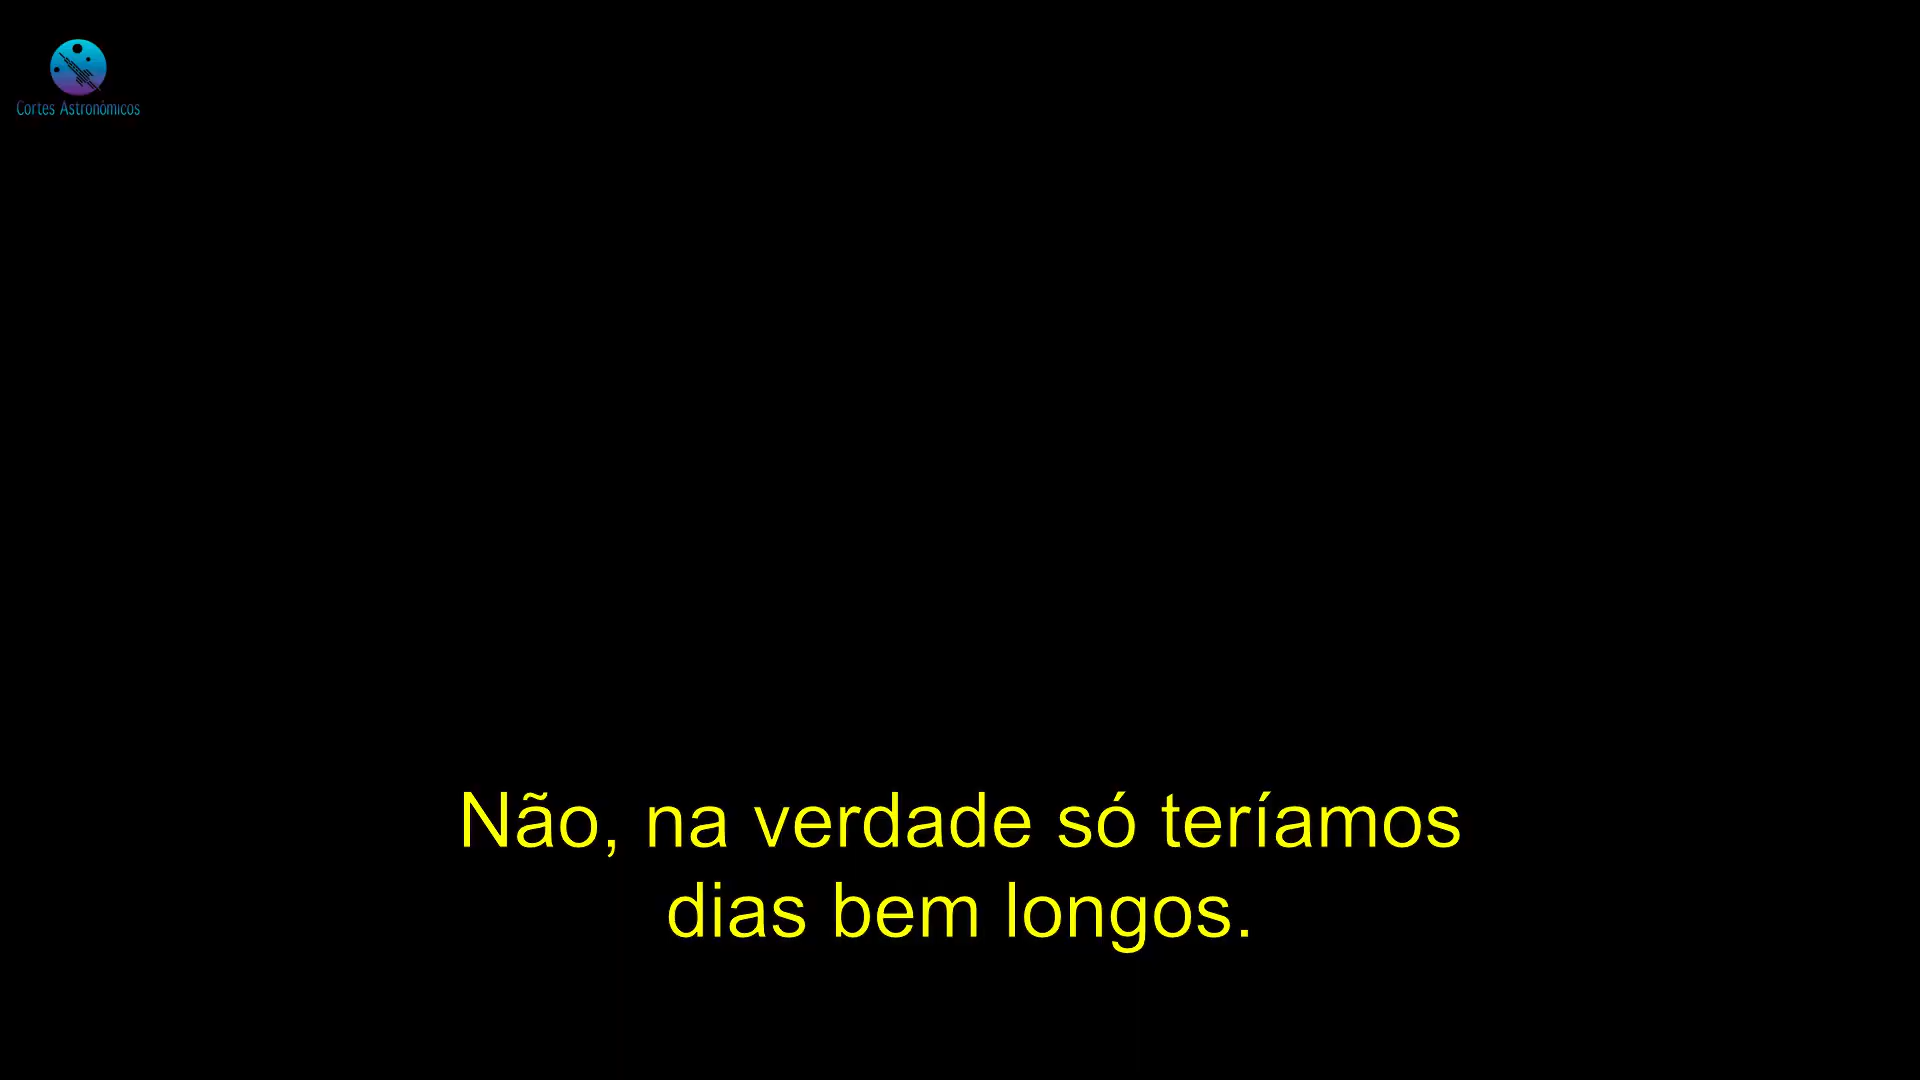 Cortes Astronômicos
Não, na verdade só teríamos
dias bem longos.